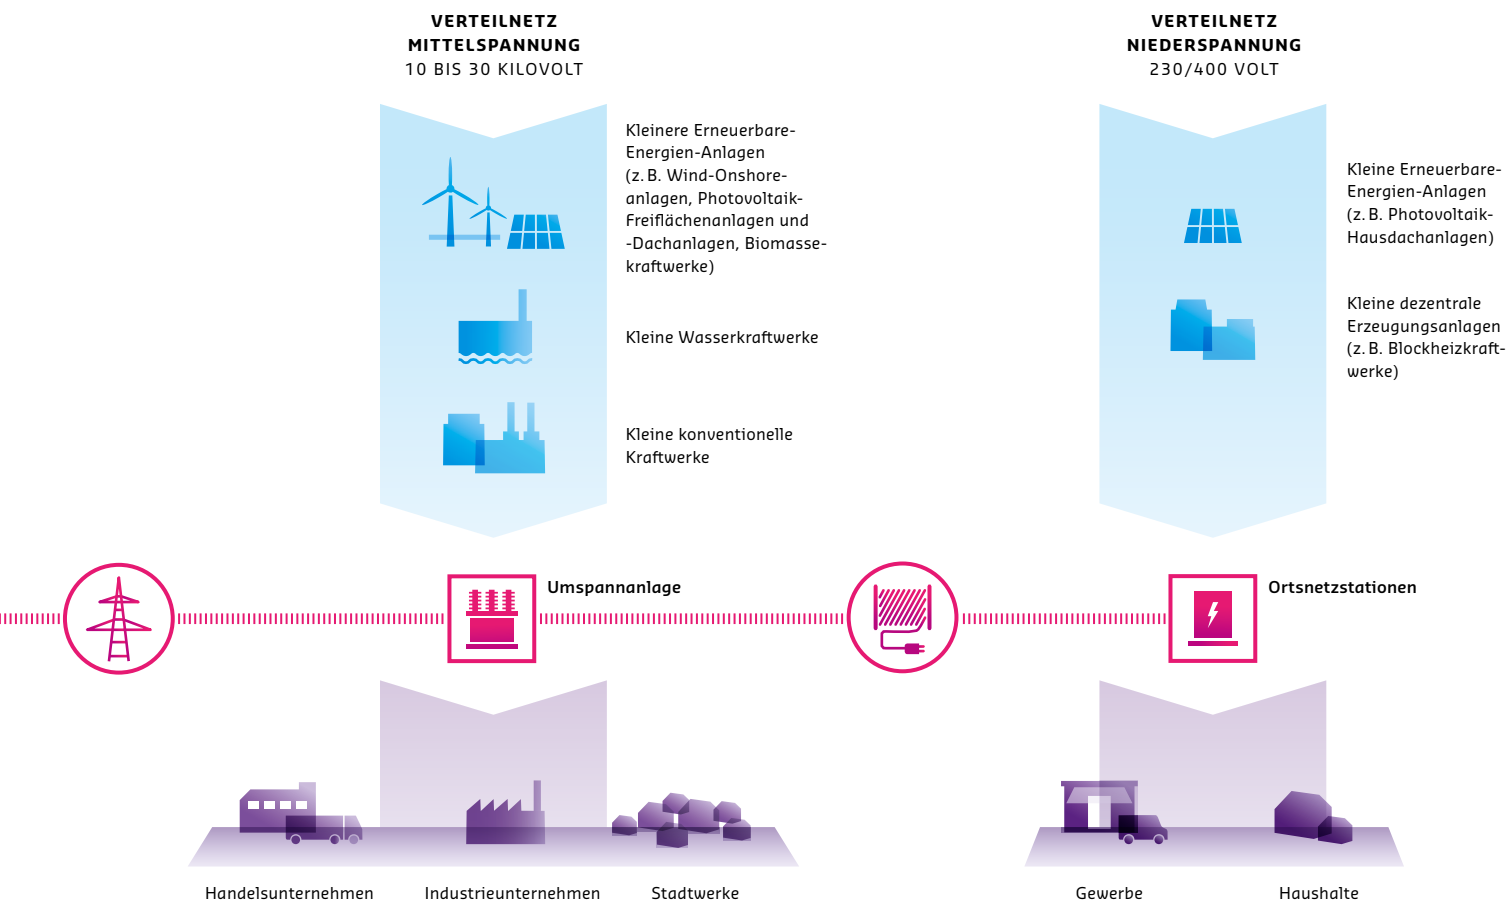 VERTEILNETZ
MITTELSPANNUNG
10 BIS 30 KILOVOLT
Kleinere Erneuerbare-
Energien-Anlagen
(z. B. Wind-Onshore-
anlagen, Photovoltaik-
Freiflächenanlagen und
-Dachanlagen, Biomasse-
kraftwerke)
Kleine Wasserkraftwerke
Kleine konventionelle
Kraftwerke
VERTEILNETZ
NIEDERSPANNUNG
230/400 VOLT
Kleine Erneuerbare-
Energien-Anlagen
(z. B. Photovoltaik-
Hausdachanlagen)
Kleine dezentrale
Erzeugungsanlagen
(z. B. Blockheizkraft-
werke)
Umspannanlage
Ortsnetzstationen
Handelsunternehmen
Industrieunternehmen
Stadtwerke
Gewerbe
Haushalte